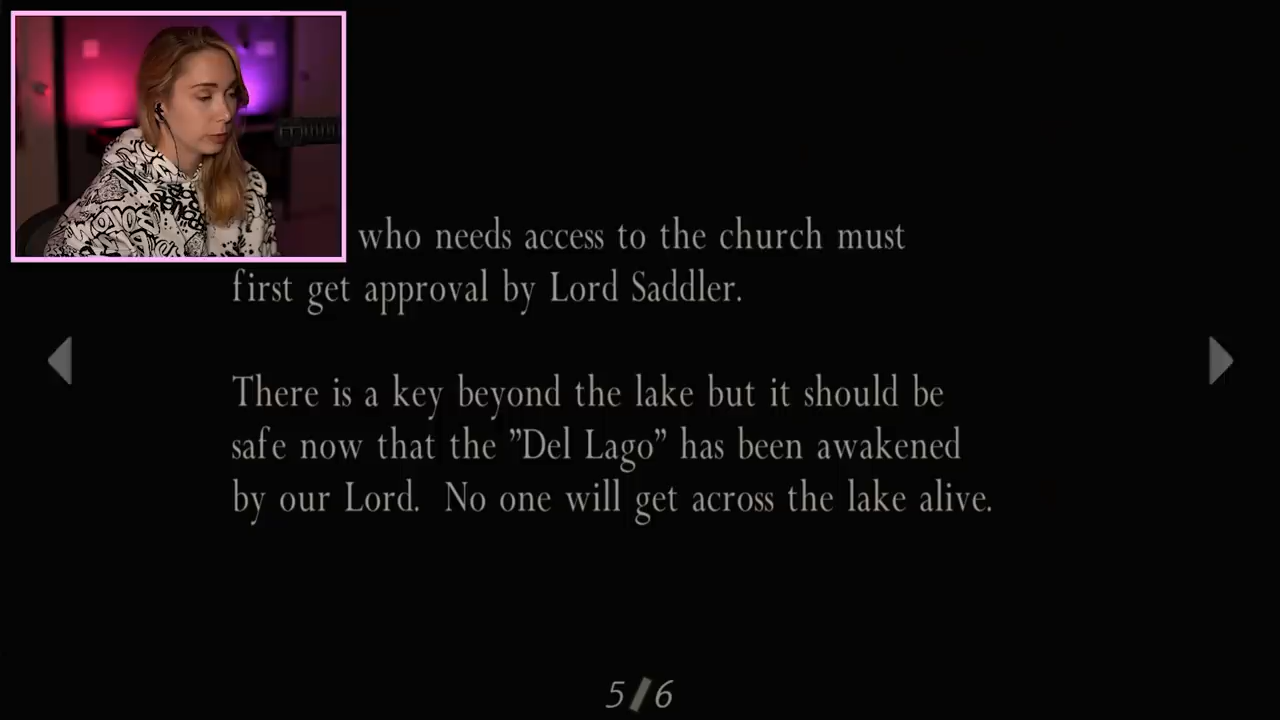 who needs access to the church must
first get approval by Lord Saddler.
There is a key beyond the lake but it should be
safe now that the "Del Lago" has been awakened
by our Lord. No one will get across the lake alive.
5/6